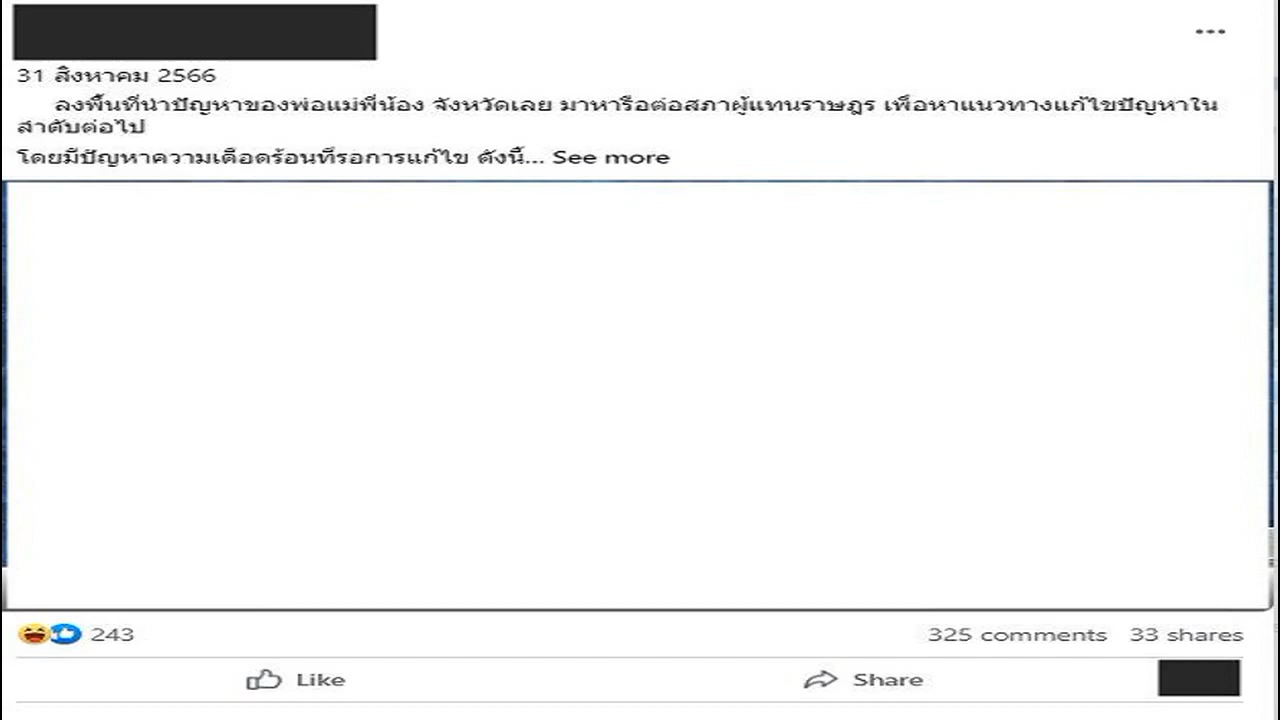 31 สิงหาคม 2566
ลงพื้นที่นำปัญหาของพ่อแม่พี่น้อง จังหวัดเลย มาหารือต่อสภาผู้แทนราษฎร เพื่อหาแนวทางแก้ไขปัญหาใน
ลำดับต่อไป
โดยมีปัญหาความเดือดร้อนที่รอการแก้ไข ดังนี้... See more
243 325 comments 33 shares
Like Share